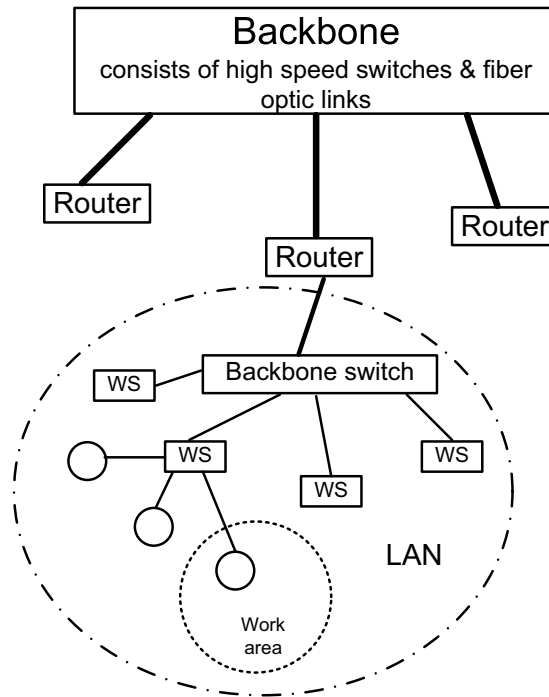 Backbone
consists of high speed switches & fiber
optic links
Router
Router
Router
Backbone switch
WS
WS
WS
WS
LAN
Work
area